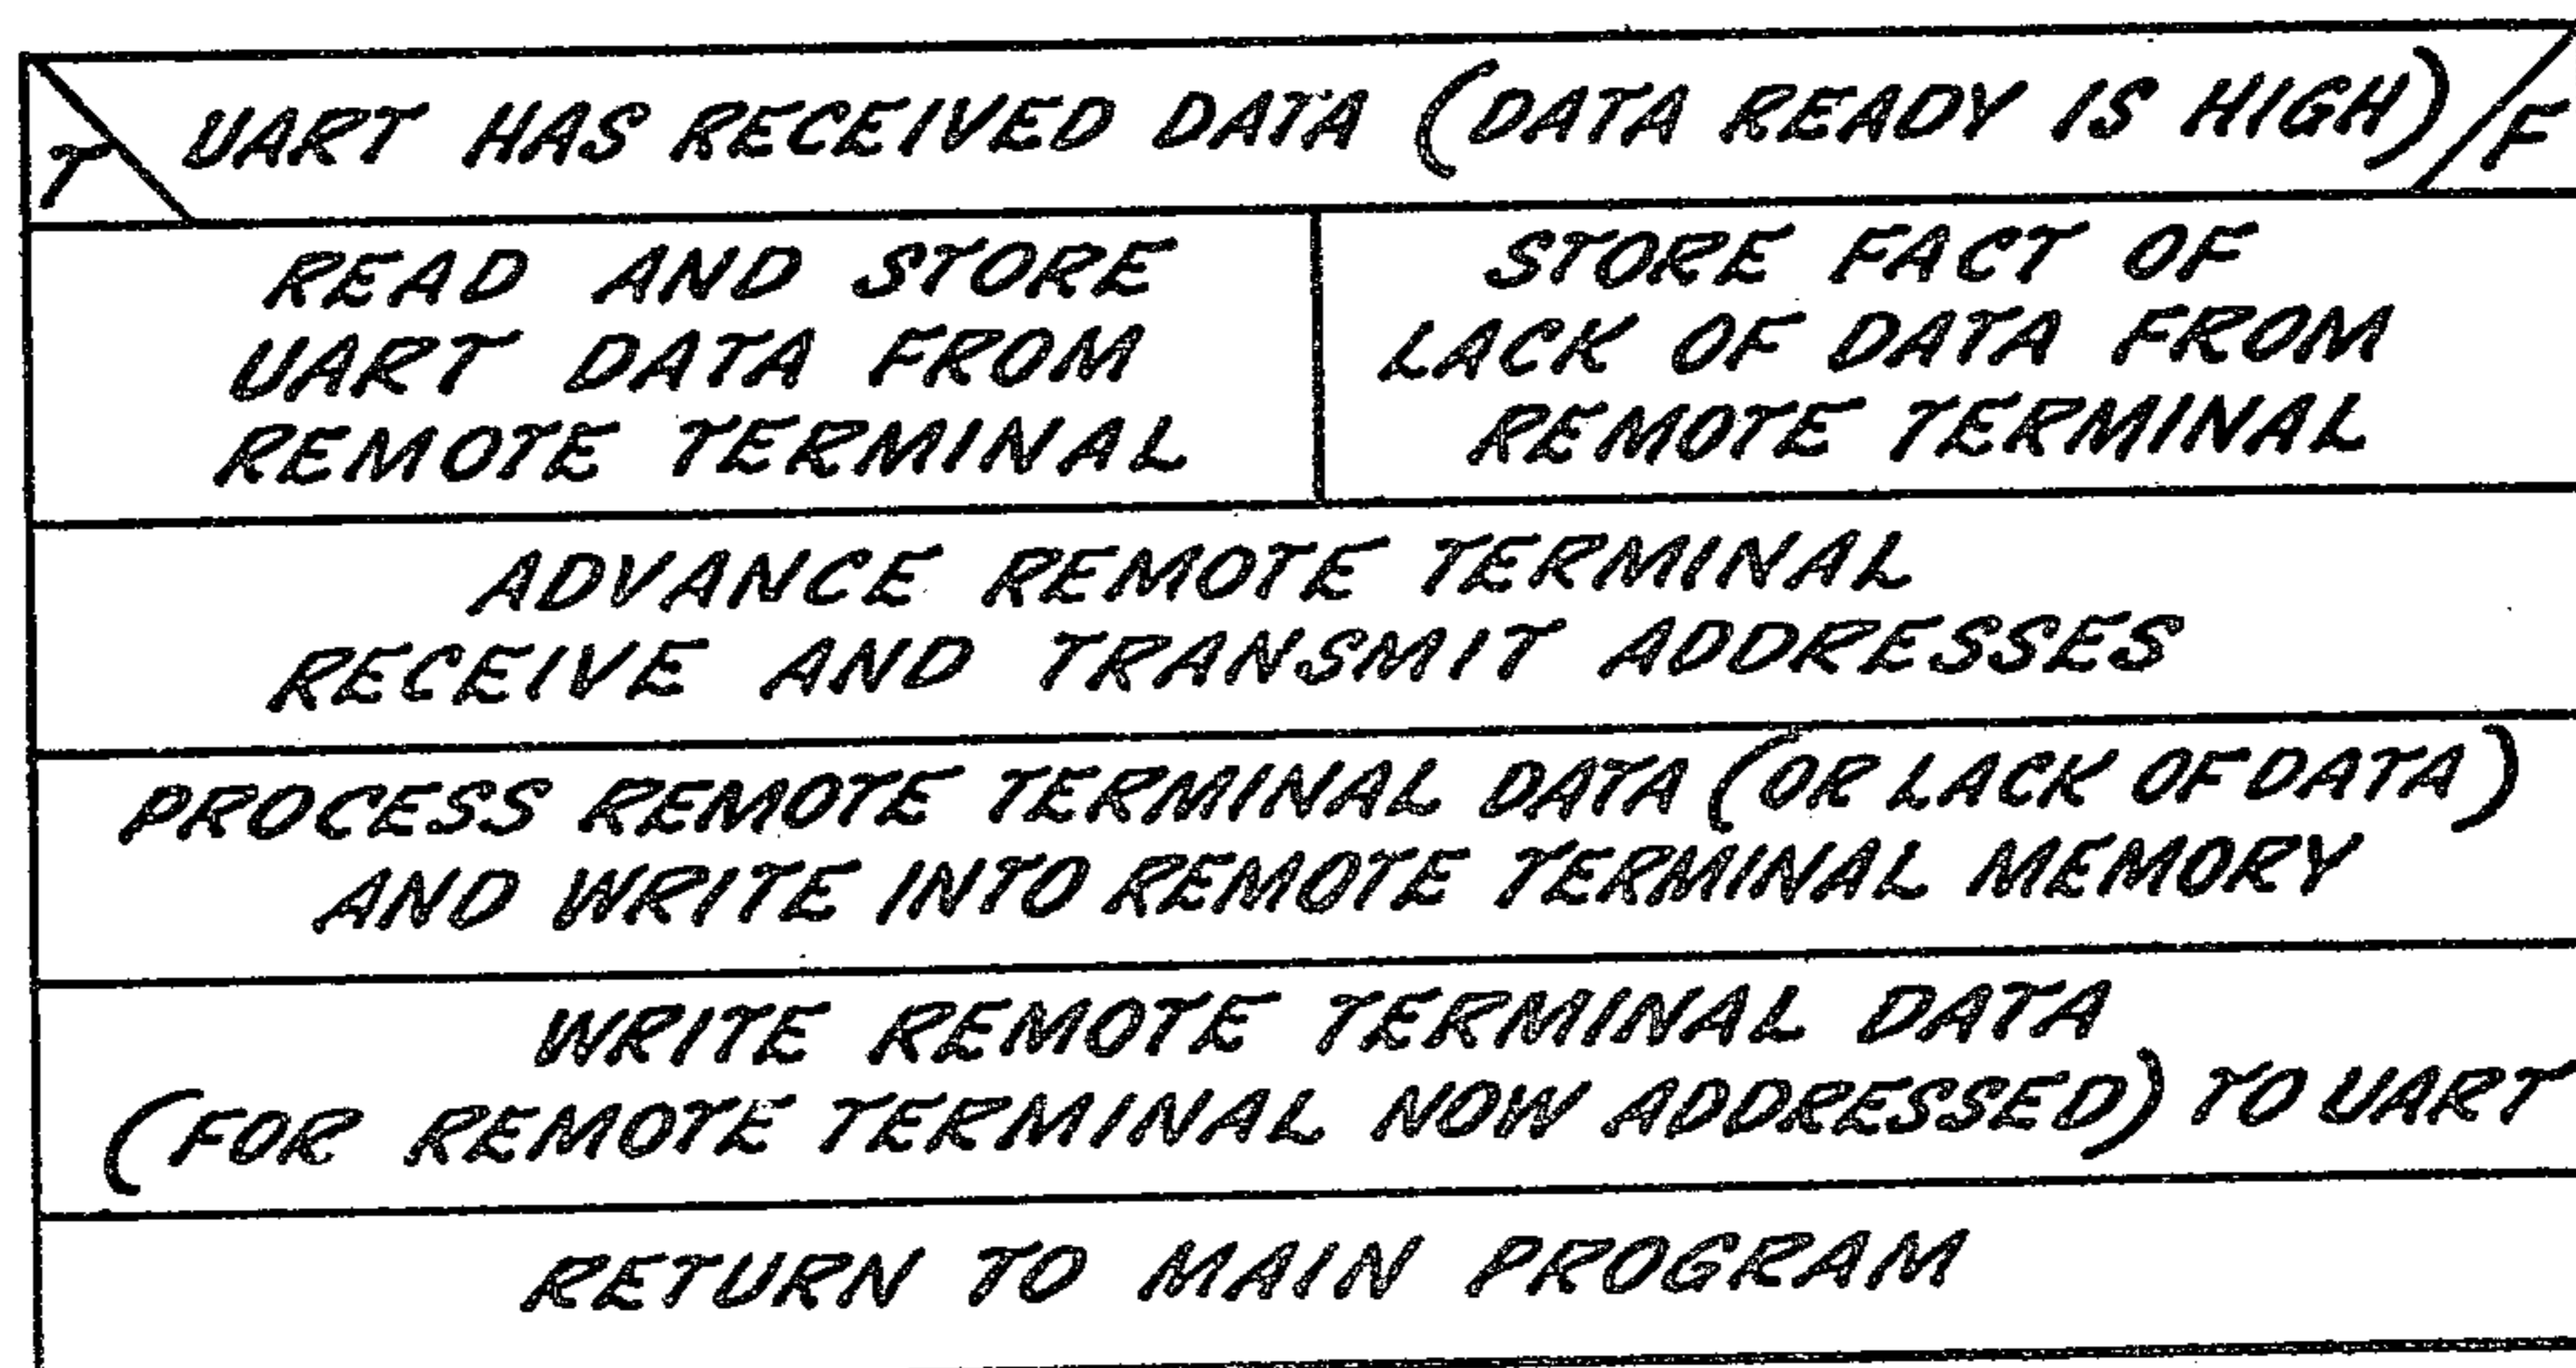 T UART HAS RECEIVED DATA (DATA READY IS HIGH) F
READ AND STORE
UART DATA FROM
REMOTE TERMINAL
STORE FACT OF
LACK OF DATA FROM
REMOTE TERMINAL
ADVANCE REMOTE TERMINAL
RECEIVE AND TRANSMIT ADDRESSES
PROCESS REMOTE TERMINAL DATA (OR LACK OF DATA)
AND WRITE INTO REMOTE TERMINAL MEMORY
WRITE REMOTE TERMINAL DATA
(FOR REMOTE TERMINAL NOW ADDRESSED) TO UART
RETURN TO MAIN PROGRAM